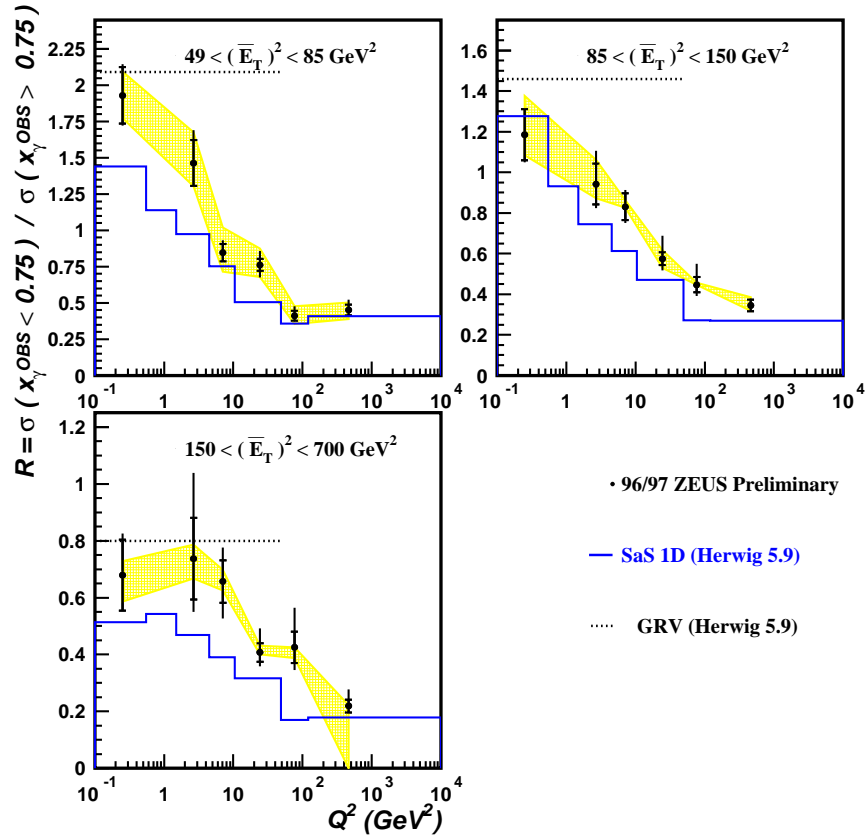 R = σ ( xγ^OBS < 0.75 ) / σ ( xγ^OBS > 0.75 )
49 < ( E̅_T )² < 85 GeV²
2.25
2
1.75
1.5
1.25
1
0.75
0.5
0.25
0
10⁻¹ 1 10 10² 10³ 10⁴
85 < ( E̅_T )² < 150 GeV²
1.6
1.4
1.2
1
0.8
0.6
0.4
0.2
0
10⁻¹ 1 10 10² 10³ 10⁴
150 < ( E̅_T )² < 700 GeV²
1.2
1
0.8
0.6
0.4
0.2
0
10⁻¹ 1 10 10² 10³ 10⁴
Q² (GeV²)
96/97 ZEUS Preliminary
SaS 1D (Herwig 5.9)
GRV (Herwig 5.9)